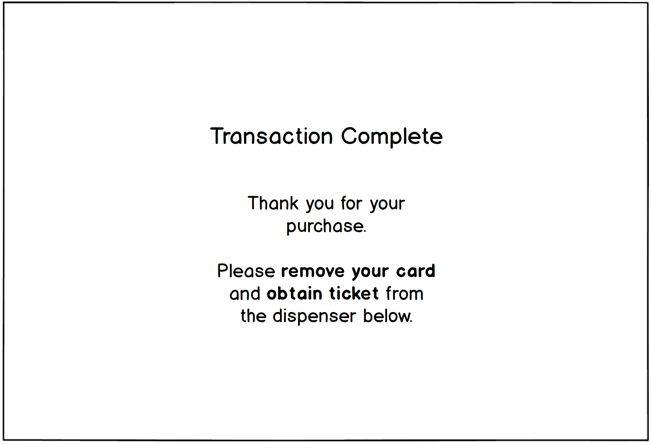 Transaction Complete
Thank you for your
purchase.
Please remove your card
and obtain ticket from
the dispenser below.